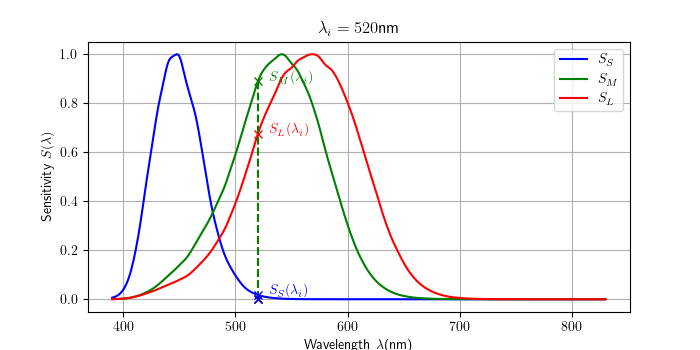 λ_i = 520nm
Sensitivity S(λ)
1.0
0.8
0.6
0.4
0.2
0.0
S_M(λ_i)
S_L(λ_i)
S_S(λ_i)
S_S
S_M
S_L
400 500 600 700 800
Wavelength λ(nm)